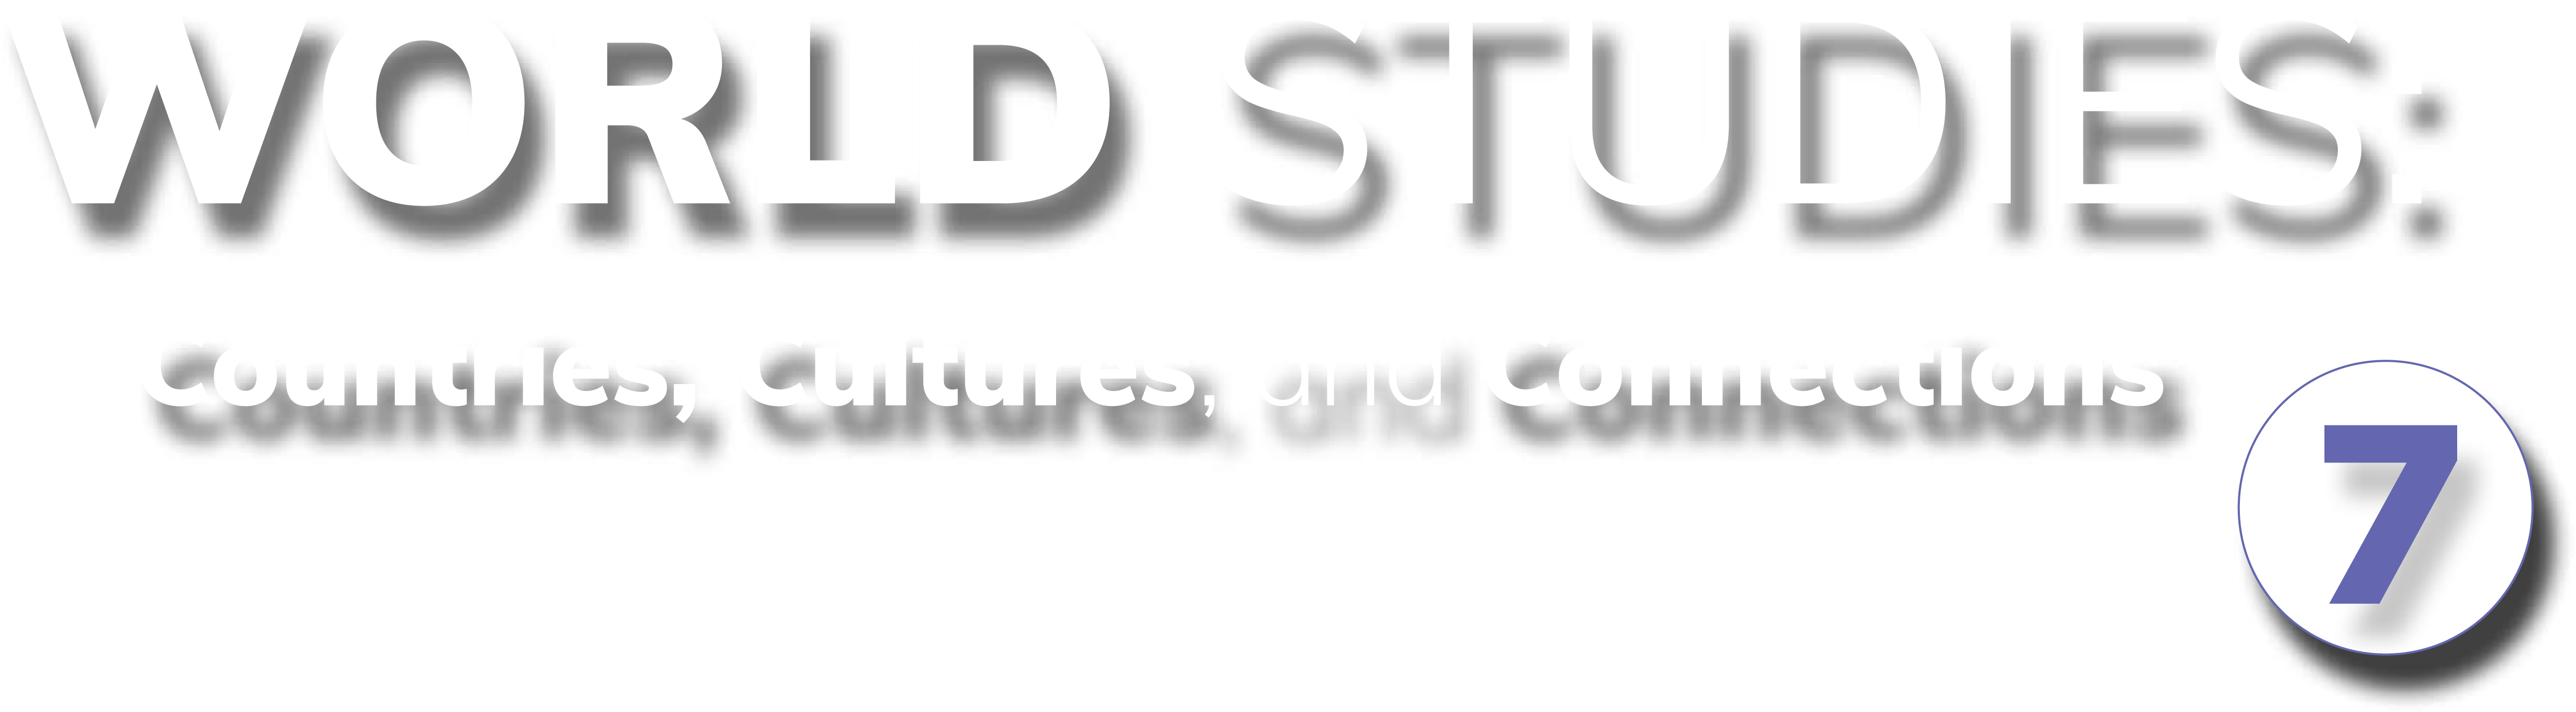 WORLD STUDIES:
Countries, Cultures, and Connections
7